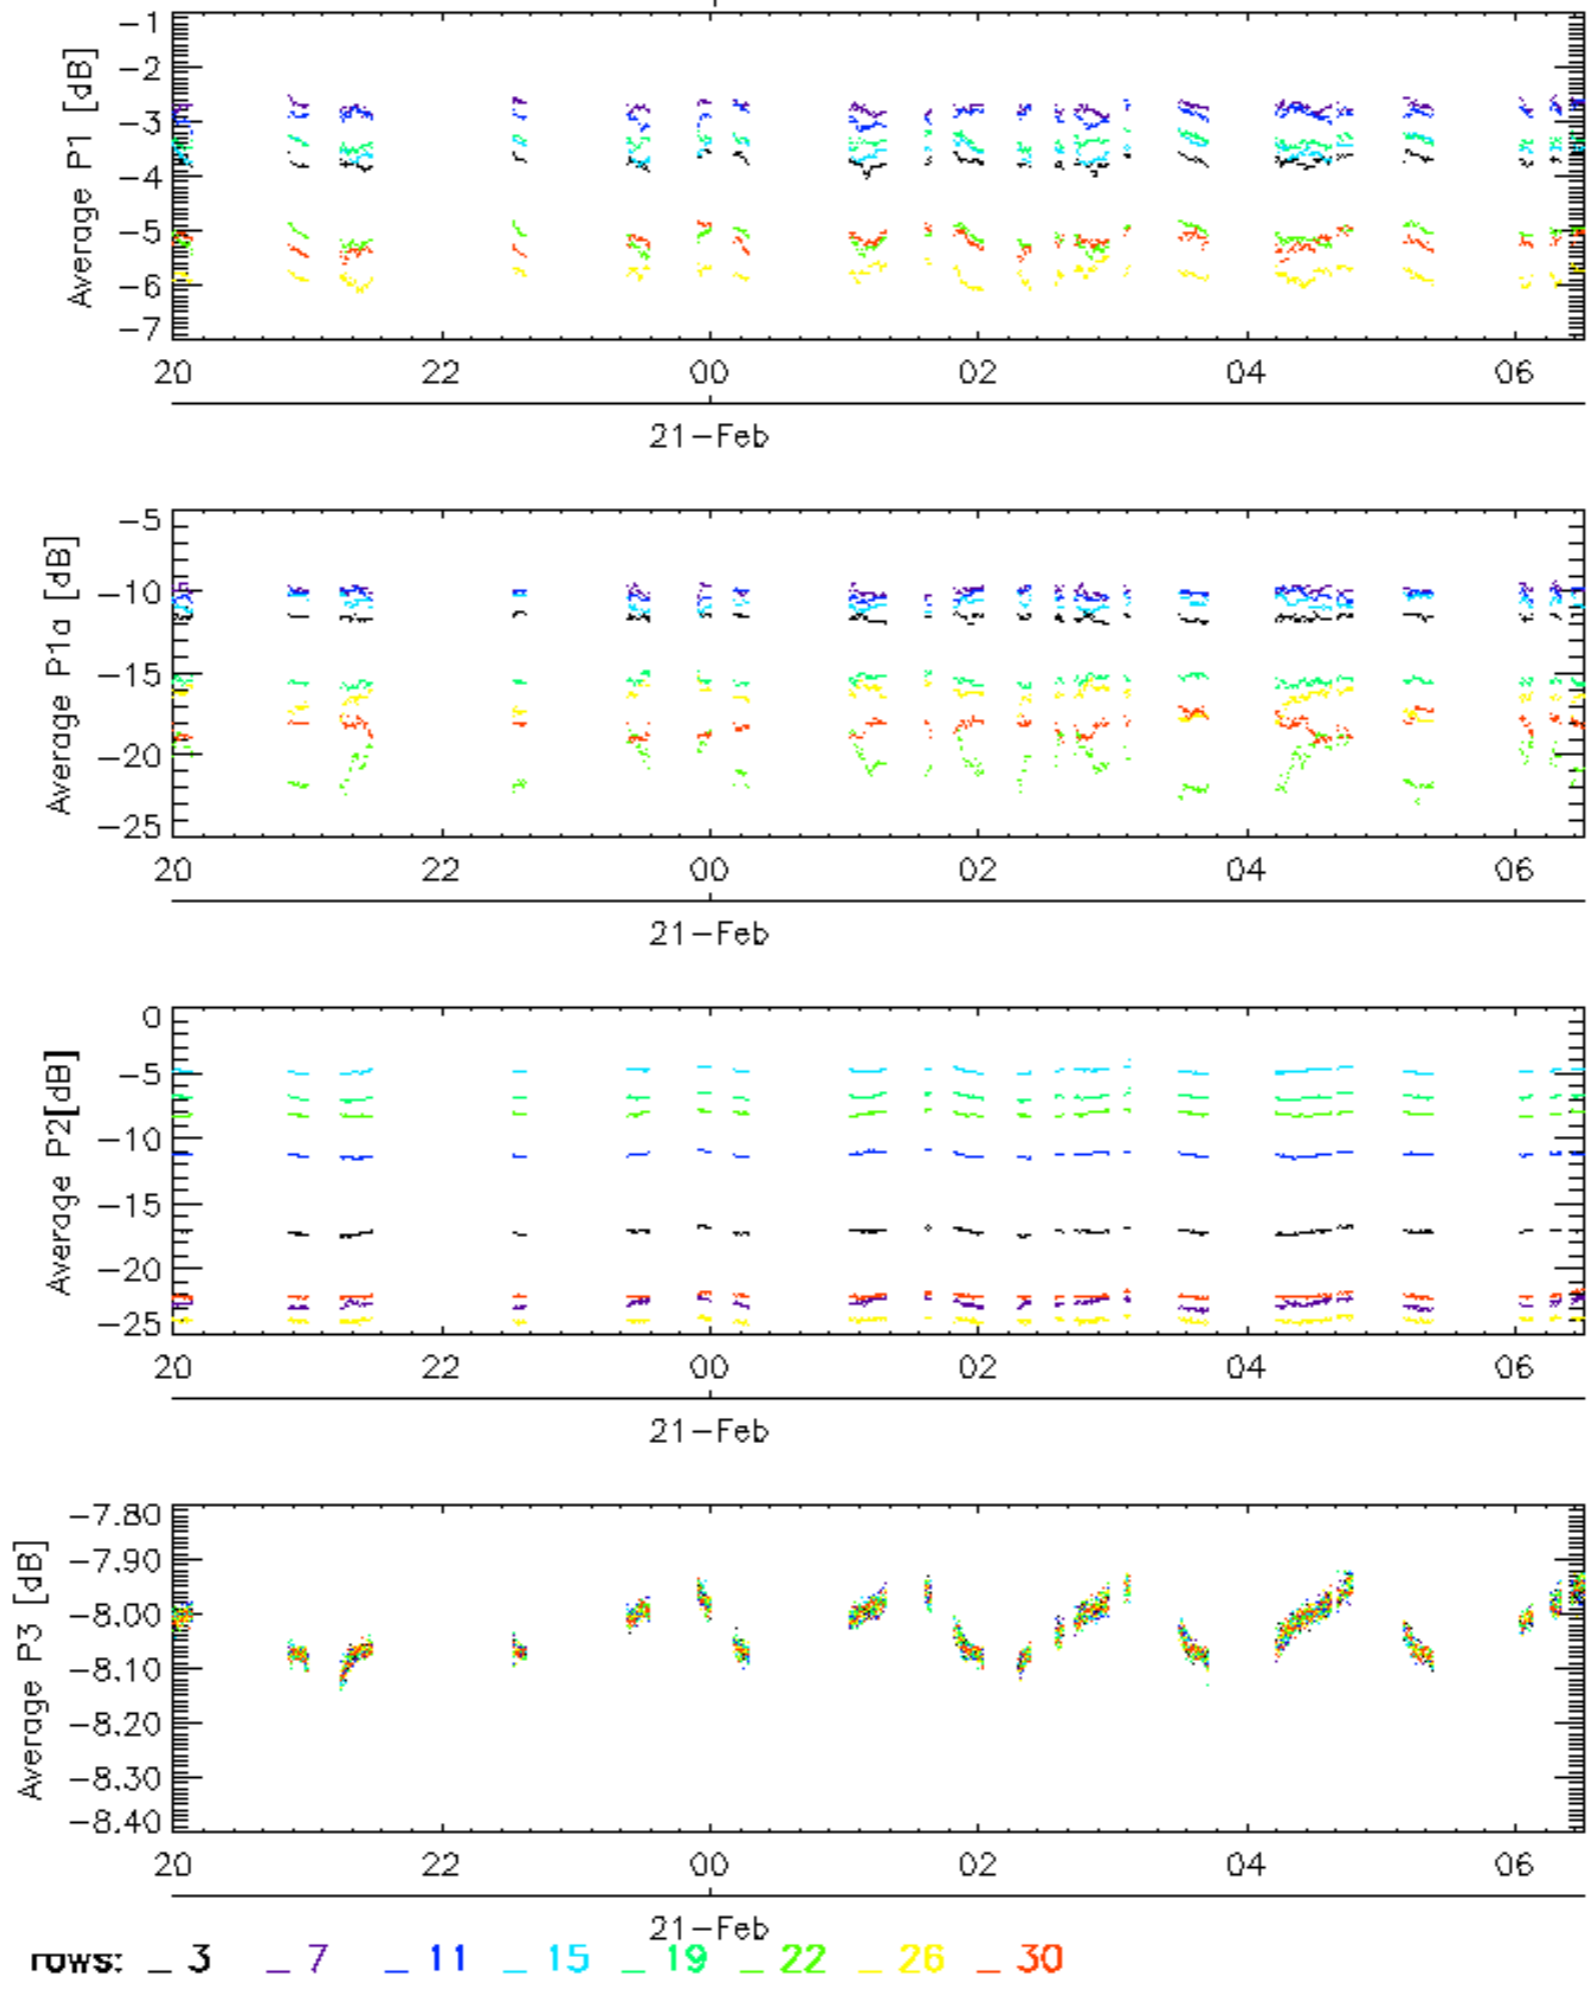 Average P1 [dB]
-1
-2
-3
-4
-5
-6
-7
20 22 00 02 04 06
21-Feb
Average P1a [dB]
-5
-10
-15
-20
-25
20 22 00 02 04 06
21-Feb
Average P2[dB]
0
-5
-10
-15
-20
-25
20 22 00 02 04 06
21-Feb
Average P3 [dB]
-7.80
-7.90
-8.00
-8.10
-8.20
-8.30
-8.40
20 22 00 02 04 06
21-Feb
rows: _ 3 _ 7 _ 11 _ 15 _ 19 _ 22 _ 26 _ 30